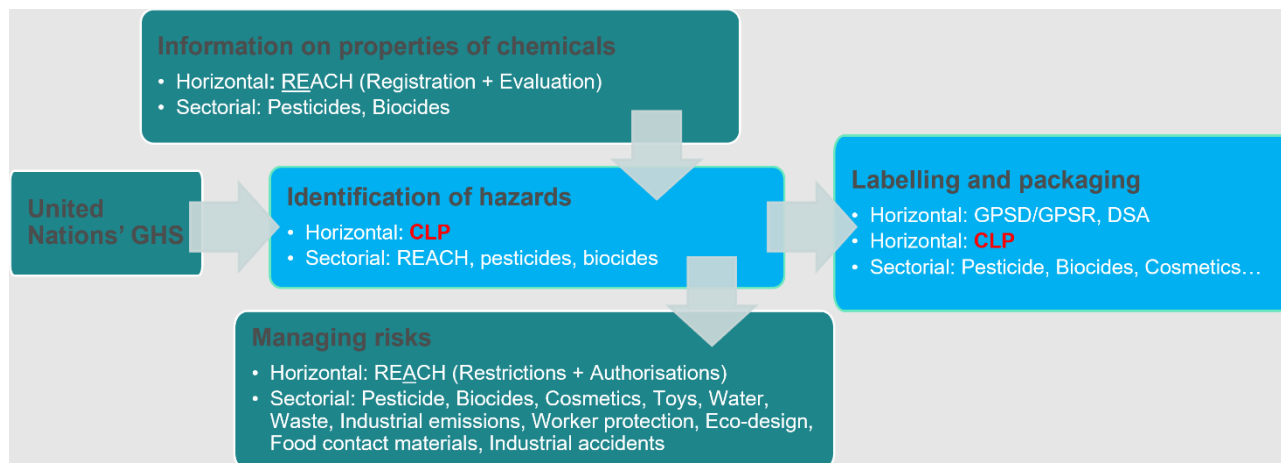 Information on properties of chemicals
• Horizontal: REACH (Registration + Evaluation)
• Sectorial: Pesticides, Biocides
United
Nations’ GHS
Identification of hazards
• Horizontal: CLP
• Sectorial: REACH, pesticides, biocides
Labelling and packaging
• Horizontal: GPSD/GPSR, DSA
• Horizontal: CLP
• Sectorial: Pesticide, Biocides, Cosmetics…
Managing risks
• Horizontal: REACH (Restrictions + Authorisations)
• Sectorial: Pesticide, Biocides, Cosmetics, Toys, Water,
Waste, Industrial emissions, Worker protection, Eco-design,
Food contact materials, Industrial accidents